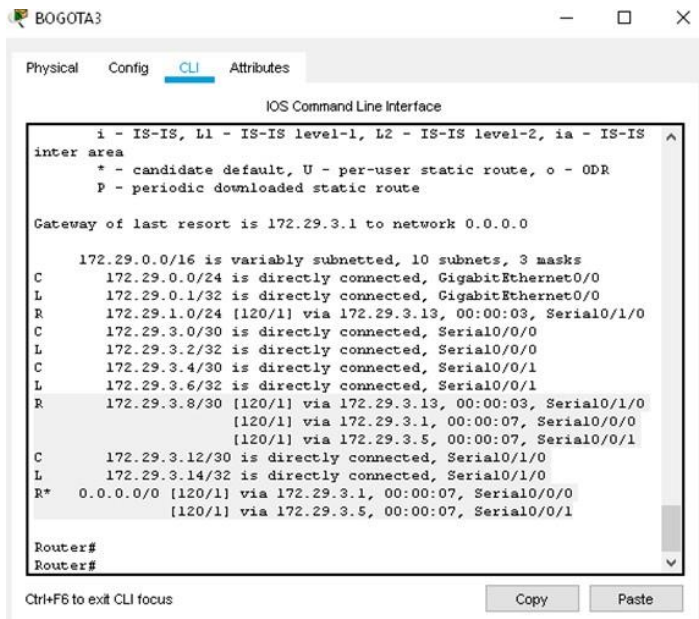 BOGOTA3
Physical Config CLI Attributes
IOS Command Line Interface
i - IS-IS, L1 - IS-IS level-1, L2 - IS-IS level-2, ia - IS-IS
inter area
* - candidate default, U - per-user static route, o - ODR
P - periodic downloaded static route
Gateway of last resort is 172.29.3.1 to network 0.0.0.0
172.29.0.0/16 is variably subnetted, 10 subnets, 3 masks
C 172.29.0.0/24 is directly connected, GigabitEthernet0/0
L 172.29.0.1/32 is directly connected, GigabitEthernet0/0
R 172.29.1.0/24 [120/1] via 172.29.3.13, 00:00:03, Serial0/1/0
C 172.29.3.0/30 is directly connected, Serial0/0/0
L 172.29.3.2/32 is directly connected, Serial0/0/0
C 172.29.3.4/30 is directly connected, Serial0/0/1
L 172.29.3.6/32 is directly connected, Serial0/0/1
R 172.29.3.8/30 [120/1] via 172.29.3.13, 00:00:03, Serial0/1/0
[120/1] via 172.29.3.1, 00:00:07, Serial0/0/0
[120/1] via 172.29.3.5, 00:00:07, Serial0/0/1
C 172.29.3.12/30 is directly connected, Serial0/1/0
L 172.29.3.14/32 is directly connected, Serial0/1/0
R* 0.0.0.0/0 [120/1] via 172.29.3.1, 00:00:07, Serial0/0/0
[120/1] via 172.29.3.5, 00:00:07, Serial0/0/1
Router#
Router#
Ctrl+F6 to exit CLI focus
Copy Paste